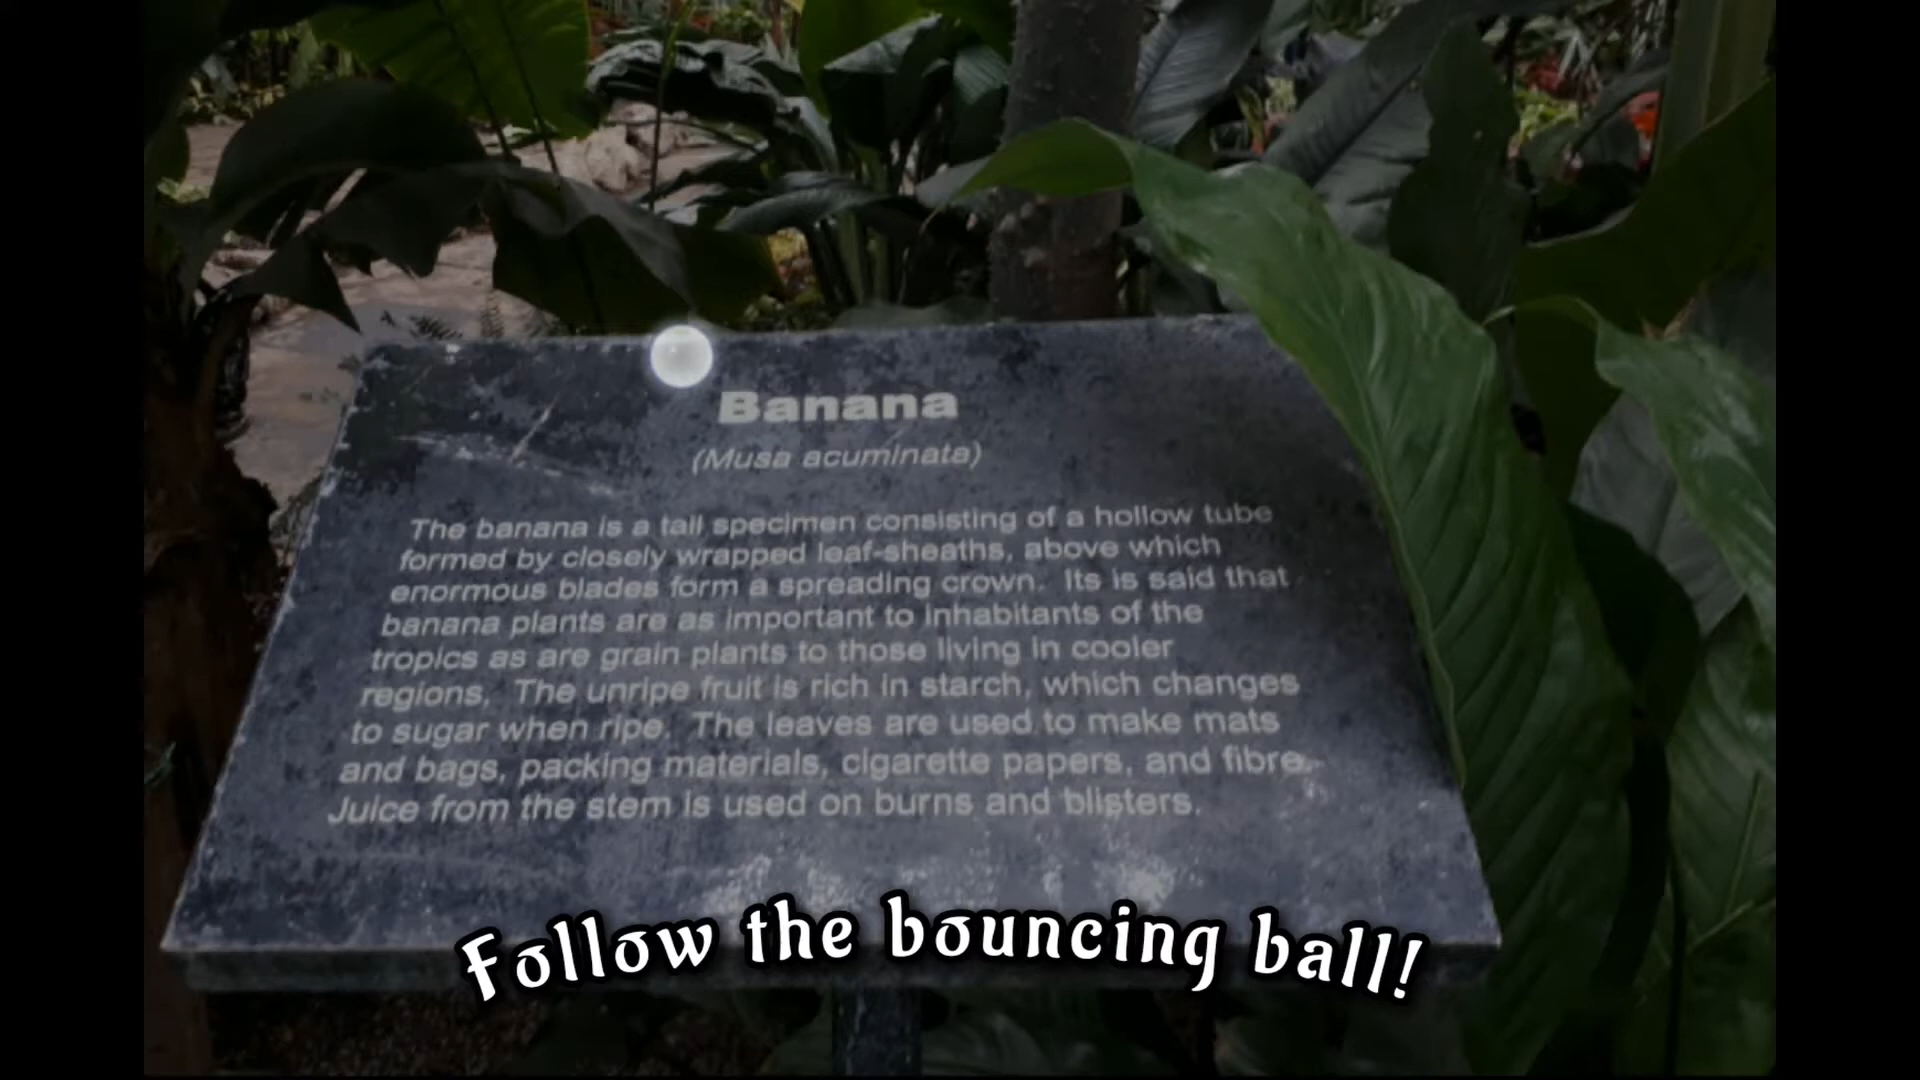 Banana
(Musa acuminata)
The banana is a tall specimen consisting of a hollow tube
formed by closely wrapped leaf-sheaths, above which
enormous blades form a spreading crown. Its is said that
banana plants are as important to inhabitants of the
tropics as are grain plants to those living in cooler
regions. The unripe fruit is rich in starch, which changes
to sugar when ripe. The leaves are used to make mats
and bags, packing materials, cigarette papers, and fibre.
Juice from the stem is used on burns and blisters.
Follow the bouncing ball!